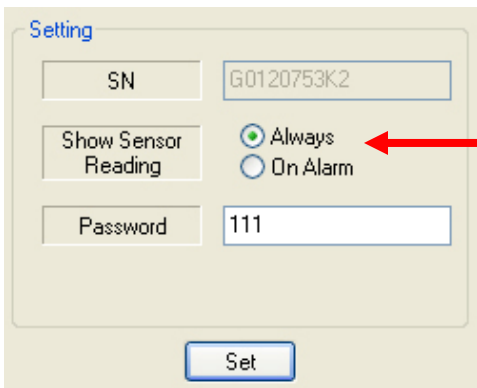 Setting
SN
G0120753K2
Show Sensor
Reading
Always
On Alarm
Password
111
Set